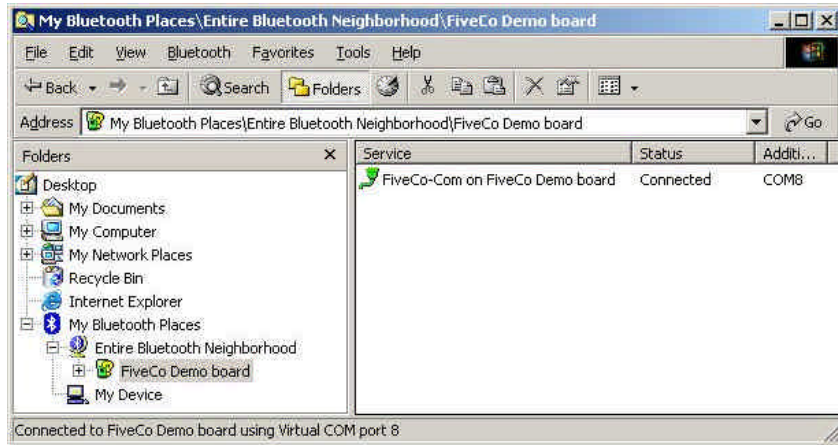 My Bluetooth Places\Entire Bluetooth Neighborhood\FiveCo Demo board
File Edit View Bluetooth Favorites Tools Help
Back Search Folders
Address My Bluetooth Places\Entire Bluetooth Neighborhood\FiveCo Demo board Go
Folders
Desktop
My Documents
My Computer
My Network Places
Recycle Bin
Internet Explorer
My Bluetooth Places
Entire Bluetooth Neighborhood
FiveCo Demo board
My Device
Service Status Additi...
FiveCo-Com on FiveCo Demo board Connected COM8
Connected to FiveCo Demo board using Virtual COM port 8